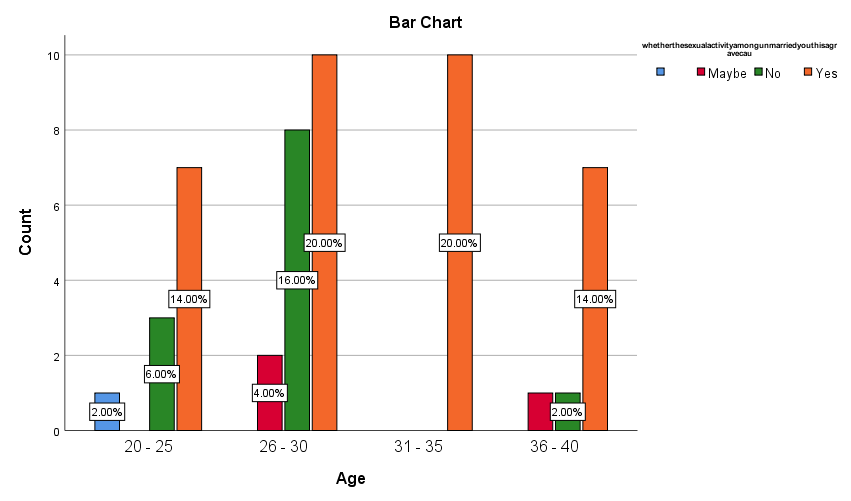 Bar Chart
whetherthesexualactivityamongunmarriedyouthisagr
avecau
Maybe No Yes
Count
10
8
6
4
2
0
2.00%
6.00%
14.00%
4.00%
16.00%
20.00%
20.00%
2.00%
14.00%
20 - 25 26 - 30 31 - 35 36 - 40
Age